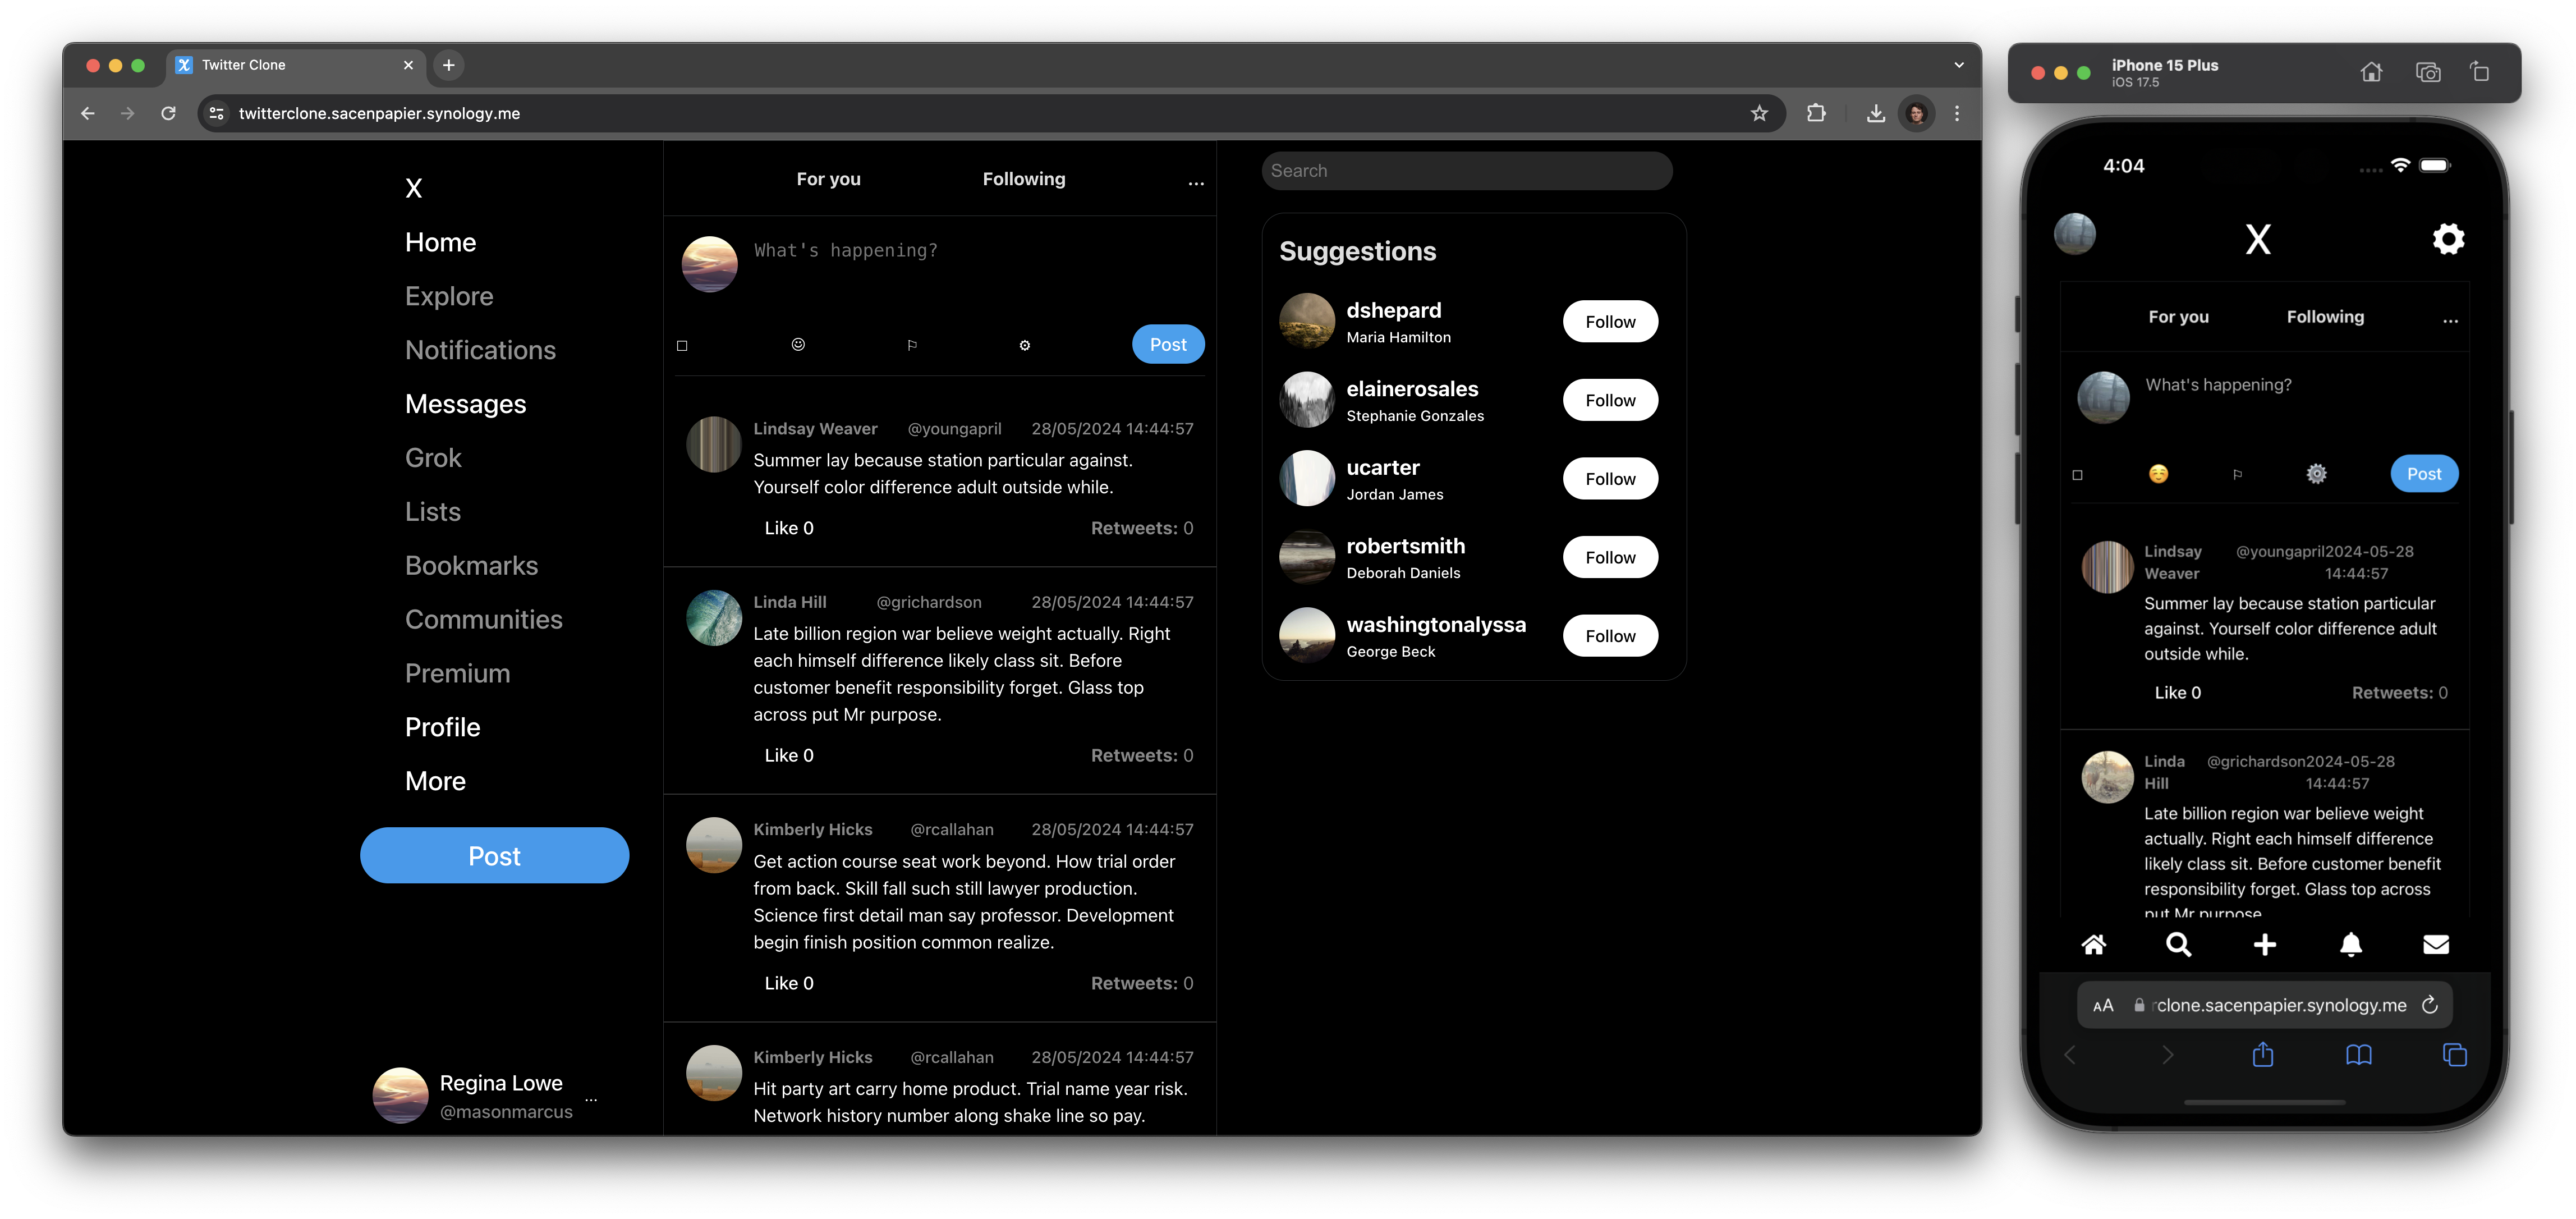 Twitter Clone
twitterclone.sacenpapier.synology.me
X
Home
Explore
Notifications
Messages
Grok
Lists
Bookmarks
Communities
Premium
Profile
More
Post
Regina Lowe
@masonmarcus
...
For you Following ...
What's happening?
Post
Lindsay Weaver @youngapril 28/05/2024 14:44:57
Summer lay because station particular against.
Yourself color difference adult outside while.
Like 0 Retweets: 0
Linda Hill @grichardson 28/05/2024 14:44:57
Late billion region war believe weight actually. Right
each himself difference likely class sit. Before
customer benefit responsibility forget. Glass top
across put Mr purpose.
Like 0 Retweets: 0
Kimberly Hicks @rcallahan 28/05/2024 14:44:57
Get action course seat work beyond. How trial order
from back. Skill fall such still lawyer production.
Science first detail man say professor. Development
begin finish position common realize.
Like 0 Retweets: 0
Kimberly Hicks @rcallahan 28/05/2024 14:44:57
Hit party art carry home product. Trial name year risk.
Network history number along shake line so pay.
Search
Suggestions
dshepard
Maria Hamilton
Follow
elainerosales
Stephanie Gonzales
Follow
ucarter
Jordan James
Follow
robertsmith
Deborah Daniels
Follow
washingtonalyssa
George Beck
Follow
iPhone 15 Plus
iOS 17.5
4:04
X
For you Following ...
What's happening?
Post
Lindsay @youngapril2024-05-28
Weaver 14:44:57
Summer lay because station particular
against. Yourself color difference adult
outside while.
Like 0 Retweets: 0
Linda @grichardson2024-05-28
Hill 14:44:57
Late billion region war believe weight
actually. Right each himself difference
likely class sit. Before customer benefit
responsibility forget. Glass top across
put Mr purpose.
AA rclone.sacenpapier.synology.me